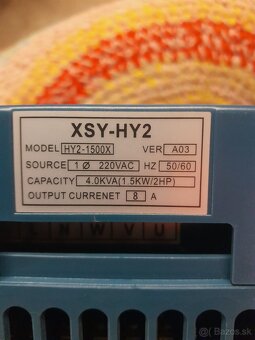 XSY-HY2
MODEL HY2-1500X VER A03
SOURCE 1 Ø 220VAC HZ 50/60
CAPACITY 4.0KVA(1.5KW/2HP)
OUTPUT CURRENET 8 A
L N W V U
Bazos.sk